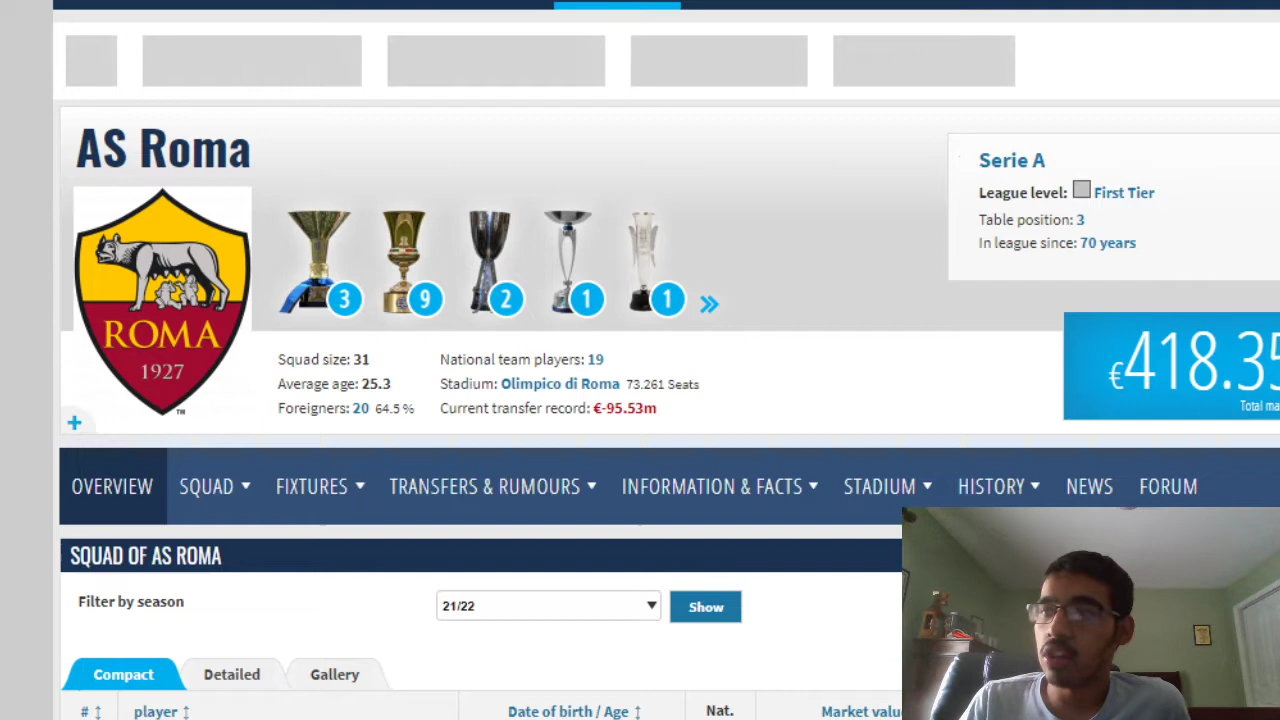 AS Roma
ROMA
1927
TM
3
9
2
1
1
Squad size: 31
Average age: 25.3
Foreigners: 20 64.5 %
National team players: 19
Stadium: Olimpico di Roma 73.261 Seats
Current transfer record: €-95.53m
Serie A
League level: First Tier
Table position: 3
In league since: 70 years
€418.35
Total ma
OVERVIEW SQUAD FIXTURES TRANSFERS & RUMOURS INFORMATION & FACTS STADIUM HISTORY NEWS FORUM
SQUAD OF AS ROMA
Filter by season 21/22 Show
Compact Detailed Gallery
# player Date of birth / Age Nat. Market valu